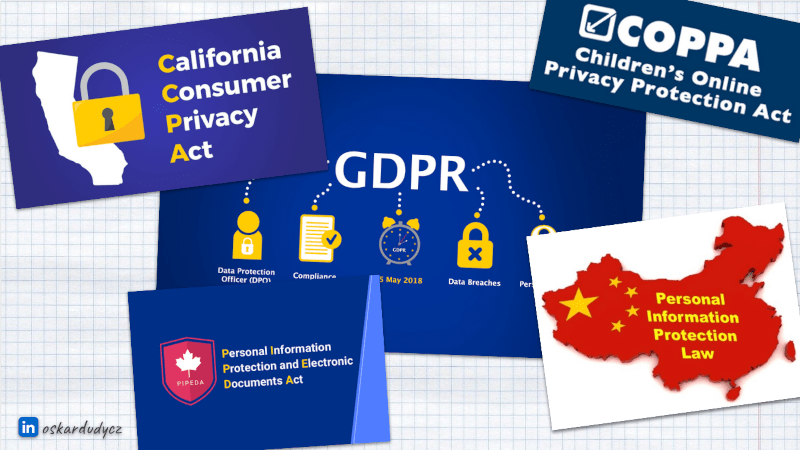 California
Consumer
Privacy
Act
COPPA
Children's Online
Privacy Protection Act
GDPR
GDPR
Data Protection
Officer (DPO)
Compliance
May 2018
Data Breaches
Personal
Information
Protection
Law
PIPEDA
Personal Information
Protection and Electronic
Documents Act
in oskardudycz